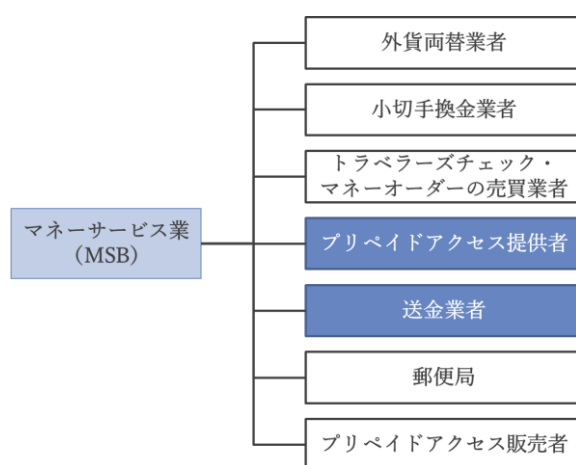 外貨両替業者
小切手換金業者
トラベラーズチェック・
マネーオーダーの売買業者
マネーサービス業
（MSB）
プリペイドアクセス提供者
送金業者
郵便局
プリペイドアクセス販売者